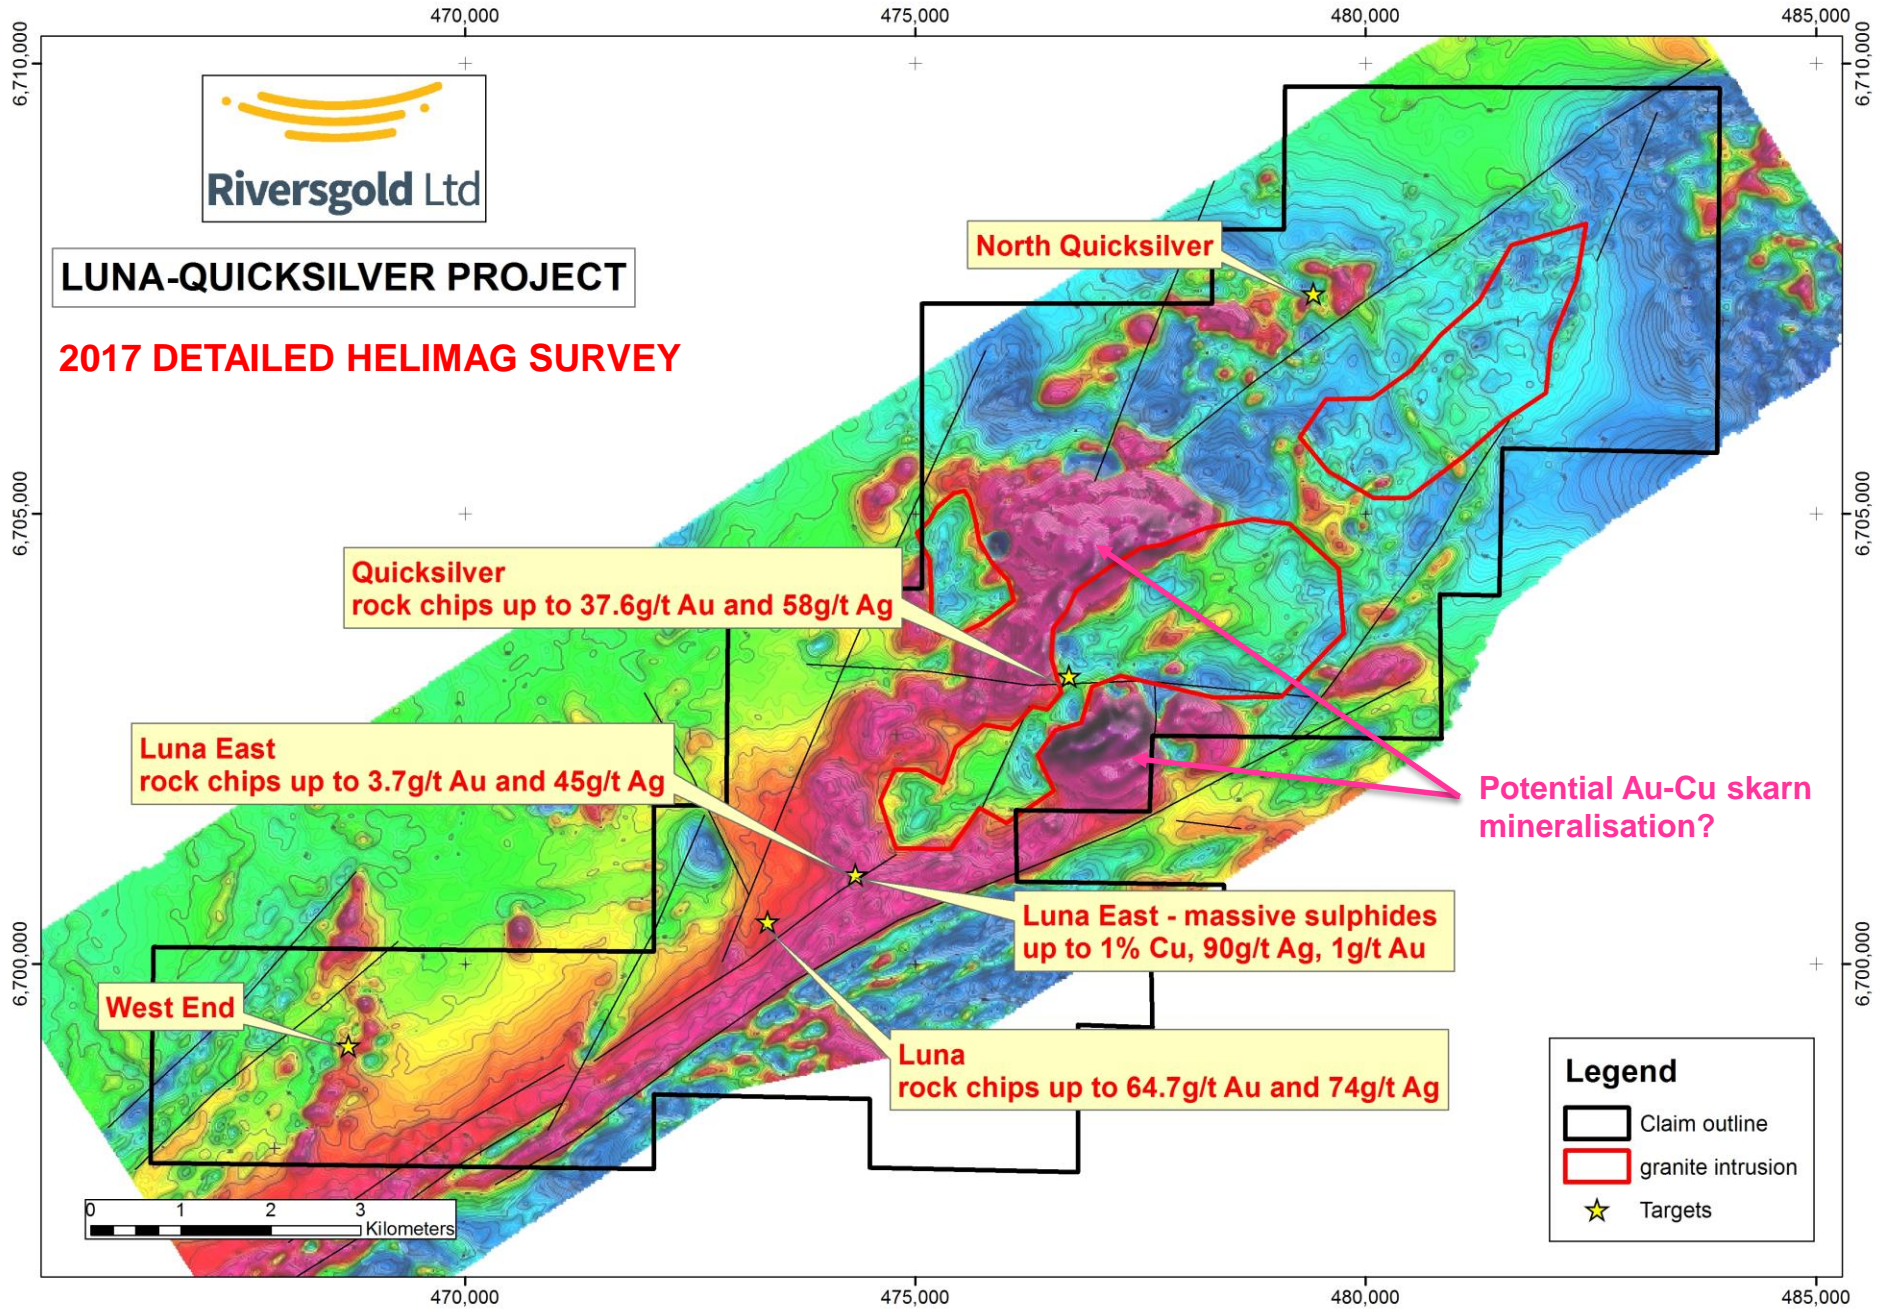 470,000
475,000
480,000
485,000
6,710,000
6,710,000
Riversgold Ltd
LUNA-QUICKSILVER PROJECT
2017 DETAILED HELIMAG SURVEY
North Quicksilver
6,705,000
6,705,000
Quicksilver
rock chips up to 37.6g/t Au and 58g/t Ag
Luna East
rock chips up to 3.7g/t Au and 45g/t Ag
Potential Au-Cu skarn
mineralisation?
Luna East - massive sulphides
up to 1% Cu, 90g/t Ag, 1g/t Au
6,700,000
6,700,000
West End
Luna
rock chips up to 64.7g/t Au and 74g/t Ag
Legend
Claim outline
granite intrusion
Targets
0 1 2 3
Kilometers
470,000
475,000
480,000
485,000